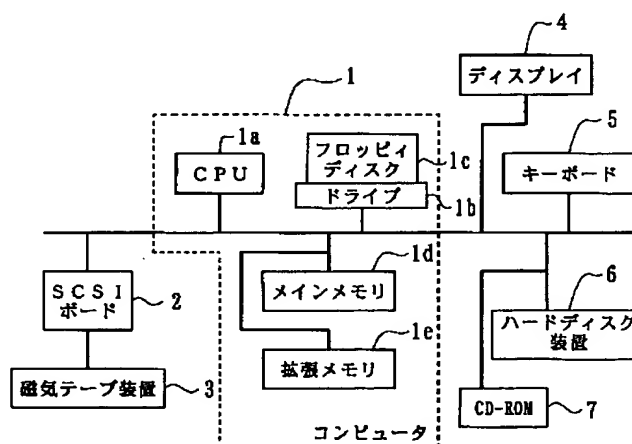 4
ディスプレイ
1
1a
CPU
フロッピィ
ディスク
1c
ドライブ
1b
5
キーボード
SCSI
ボード
2
メインメモリ
1d
6
ハードディスク
装置
磁気テープ装置
3
拡張メモリ
1e
CD-ROM
7
コンピュータ